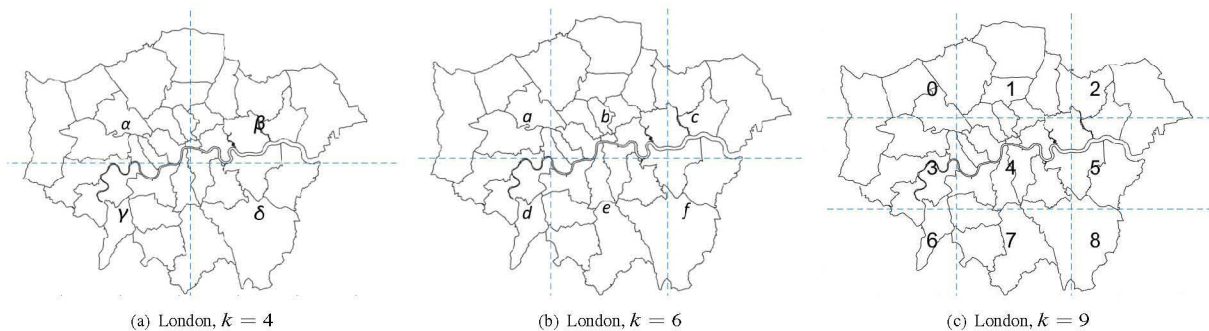 α β
γ δ
(a) London, k = 4
a b c
d e f
(b) London, k = 6
0 1 2
3 4 5
6 7 8
(c) London, k = 9